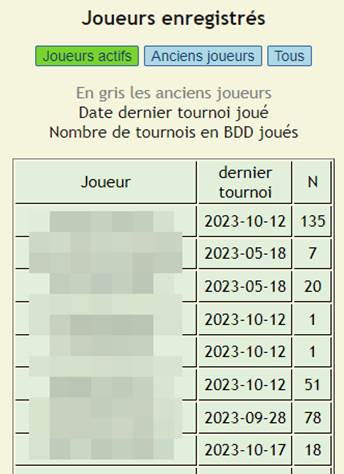 Joueurs enregistrés
Joueurs actifs Anciens joueurs Tous
En gris les anciens joueurs
Date dernier tournoi joué
Nombre de tournois en BDD joués
Joueur dernier tournoi N
2023-10-12 135
2023-05-18 7
2023-05-18 20
2023-10-12 1
2023-10-12 1
2023-10-12 51
2023-09-28 78
2023-10-17 18